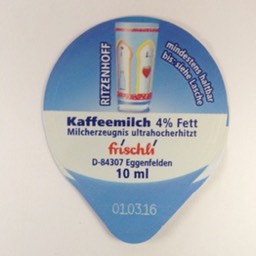 RITZENHOFF
mindestens haltbar
bis: siehe Lasche
Kaffeemilch 4% Fett
Milcherzeugnis ultrahocherhitzt
frischli
D-84307 Eggenfelden
10 ml
01.03.16